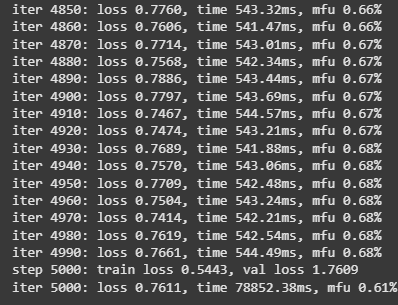 iter 4850: loss 0.7760, time 543.32ms, mfu 0.66%
iter 4860: loss 0.7606, time 541.47ms, mfu 0.66%
iter 4870: loss 0.7714, time 543.01ms, mfu 0.67%
iter 4880: loss 0.7568, time 542.34ms, mfu 0.67%
iter 4890: loss 0.7886, time 543.44ms, mfu 0.67%
iter 4900: loss 0.7797, time 543.69ms, mfu 0.67%
iter 4910: loss 0.7467, time 544.57ms, mfu 0.67%
iter 4920: loss 0.7474, time 543.21ms, mfu 0.67%
iter 4930: loss 0.7689, time 541.88ms, mfu 0.68%
iter 4940: loss 0.7570, time 543.06ms, mfu 0.68%
iter 4950: loss 0.7709, time 542.48ms, mfu 0.68%
iter 4960: loss 0.7504, time 543.24ms, mfu 0.68%
iter 4970: loss 0.7414, time 542.21ms, mfu 0.68%
iter 4980: loss 0.7619, time 542.54ms, mfu 0.68%
iter 4990: loss 0.7661, time 544.49ms, mfu 0.68%
step 5000: train loss 0.5443, val loss 1.7609
iter 5000: loss 0.7611, time 78852.38ms, mfu 0.61%